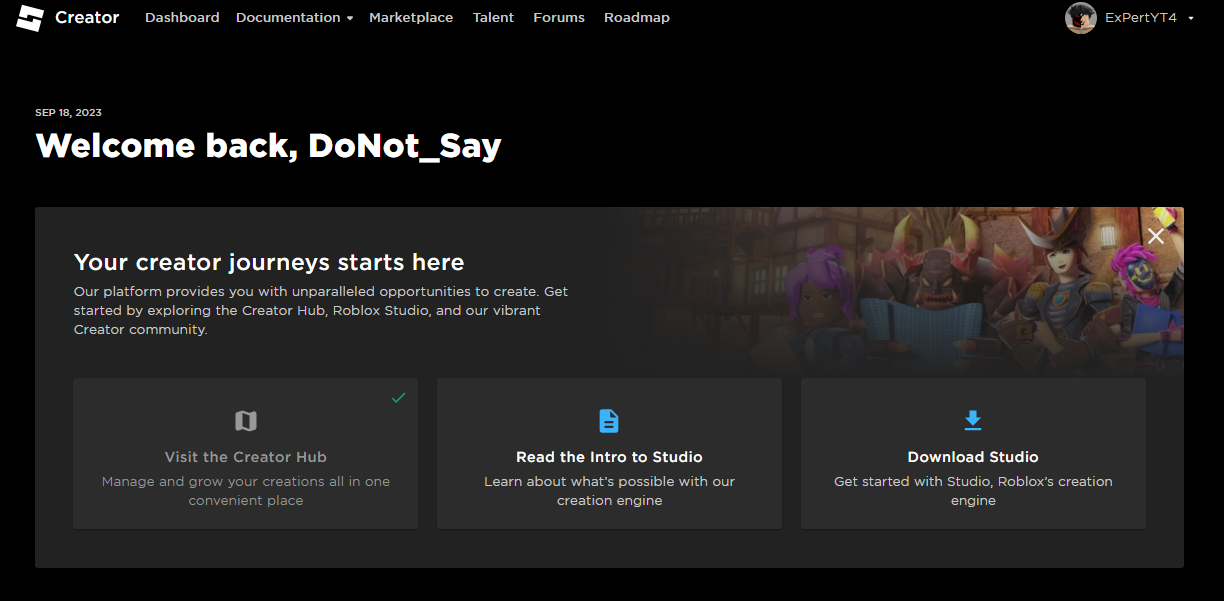 Creator Dashboard Documentation Marketplace Talent Forums Roadmap ExPertYT4
SEP 18, 2023
Welcome back, DoNot_Say
Your creator journeys starts here
Our platform provides you with unparalleled opportunities to create. Get
started by exploring the Creator Hub, Roblox Studio, and our vibrant
Creator community.
Visit the Creator Hub
Manage and grow your creations all in one
convenient place
Read the Intro to Studio
Learn about what's possible with our
creation engine
Download Studio
Get started with Studio, Roblox's creation
engine